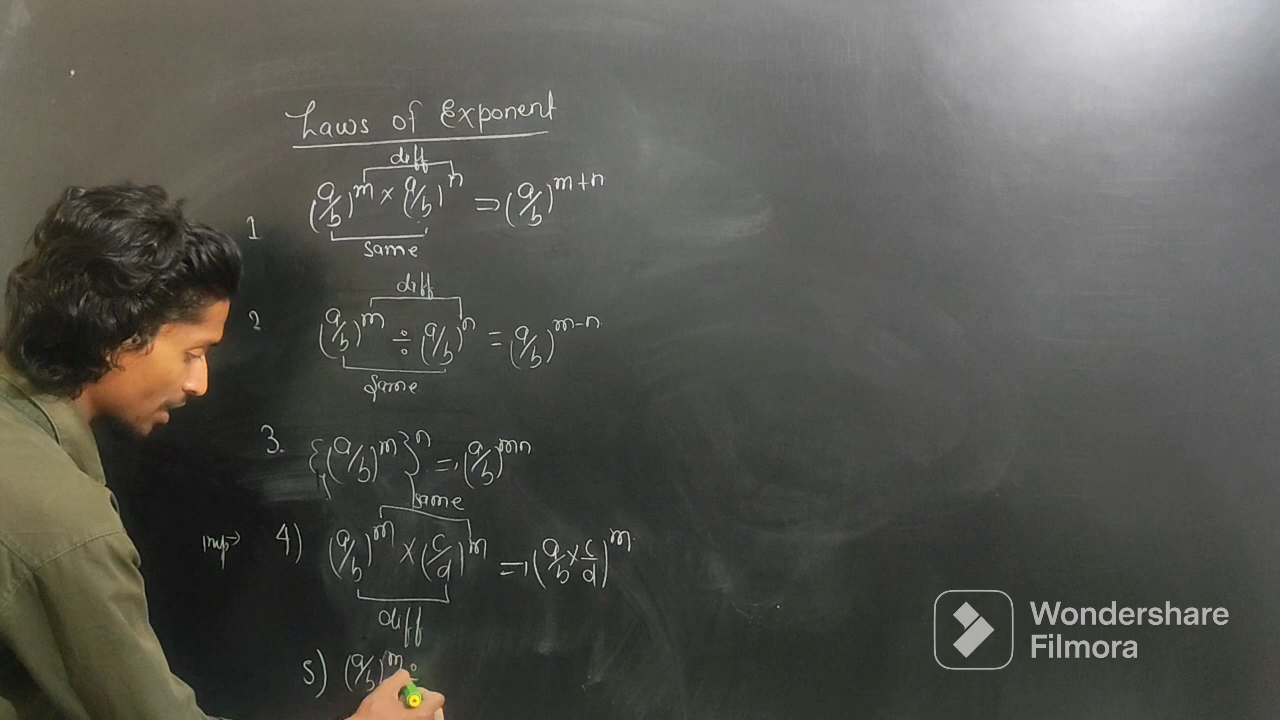 Laws of Exponent
diff
1 (a/b)^m × (a/b)^n => (a/b)^m+n
same
diff
2 (a/b)^m ÷ (a/b)^n = (a/b)^m-n
same
3. {(a/b)^m}^n = (a/b)^mn
same
Imp→ 4) (a/b)^m × (c/d)^m = (a/b × c/d)^m
diff
5) (a/b)^m ÷
Wondershare
Filmora